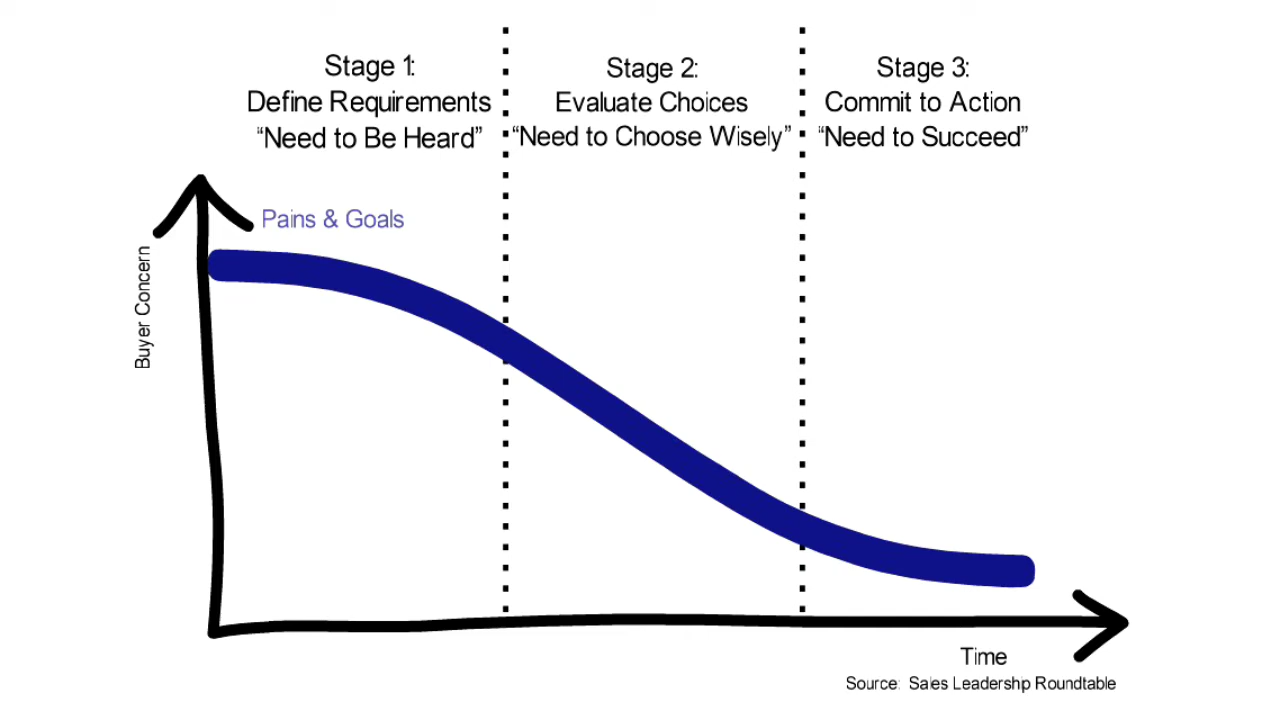 Stage 1:
Define Requirements
“Need to Be Heard”
Stage 2:
Evaluate Choices
“Need to Choose Wisely”
Stage 3:
Commit to Action
“Need to Succeed”
Pains & Goals
Buyer Concern
Time
Source: Sales Leadership Roundtable